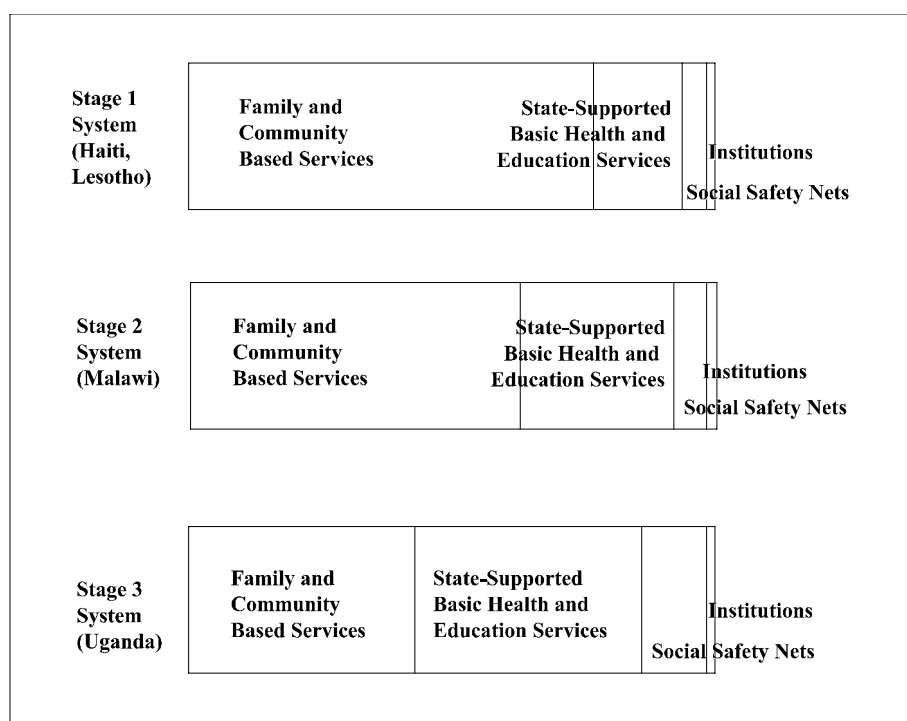 Stage 1
System
(Haiti,
Lesotho)
Family and
Community
Based Services
State-Supported
Basic Health and
Education Services
Institutions
Social Safety Nets
Stage 2
System
(Malawi)
Family and
Community
Based Services
State-Supported
Basic Health and
Education Services
Institutions
Social Safety Nets
Stage 3
System
(Uganda)
Family and
Community
Based Services
State-Supported
Basic Health and
Education Services
Institutions
Social Safety Nets